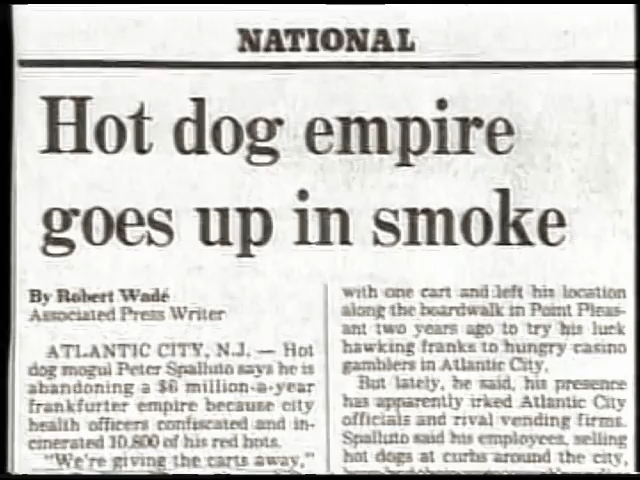 NATIONAL
Hot dog empire
goes up in smoke
By Robert Wade
Associated Press Writer
ATLANTIC CITY, N.J. — Hot
dog mogul Peter Spalluto says he is
abandoning a $6 million-a-year
frankfurter empire because city
health officers confiscated and in-
cinerated 10,800 of his red hots.
"We're giving the carts away,"
with one cart and left his location
along the boardwalk in Point Pleas-
ant two years ago to try his luck
hawking franks to hungry casino
gamblers in Atlantic City.
But lately, he said, his presence
has apparently irked Atlantic City
officials and rival vending firms.
Spalluto said his employees, selling
hot dogs at curbs around the city,